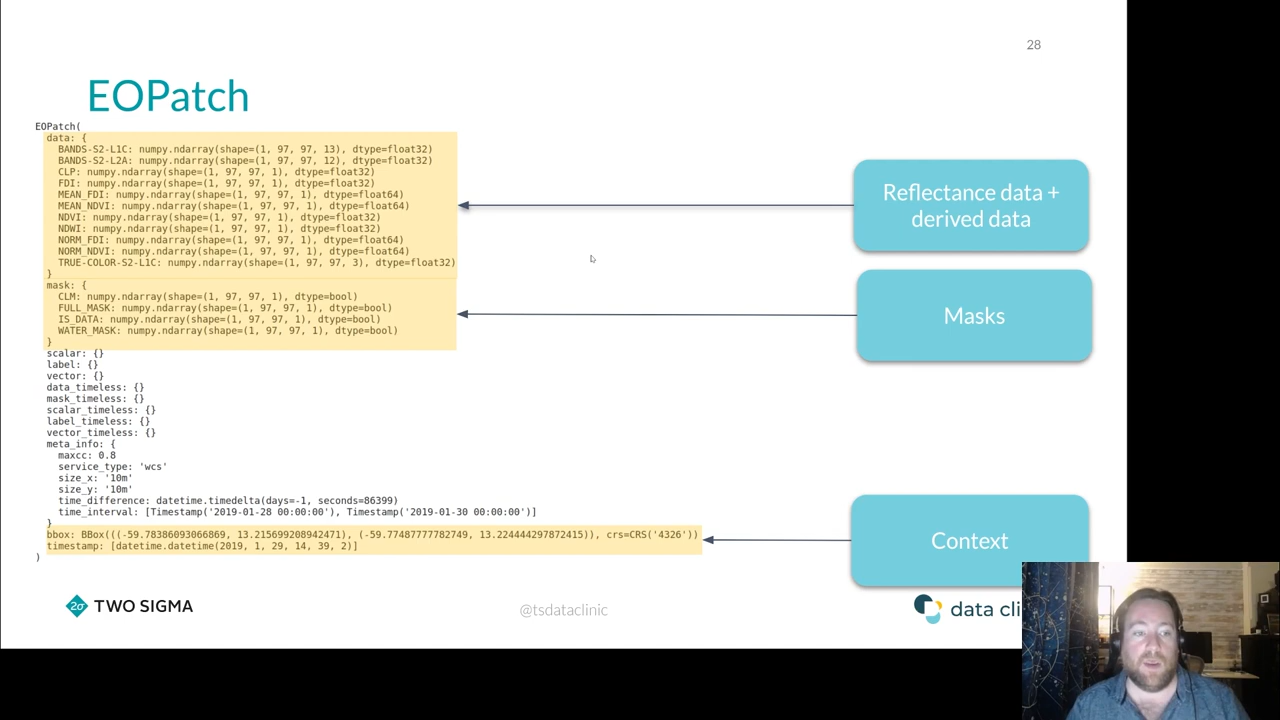 28
EOPatch
EOPatch(
data: {
BANDS-S2-L1C: numpy.ndarray(shape=(1, 97, 97, 13), dtype=float32)
BANDS-S2-L2A: numpy.ndarray(shape=(1, 97, 97, 12), dtype=float32)
CLP: numpy.ndarray(shape=(1, 97, 97, 1), dtype=float32)
FDI: numpy.ndarray(shape=(1, 97, 97, 1), dtype=float32)
MEAN_FDI: numpy.ndarray(shape=(1, 97, 97, 1), dtype=float64)
MEAN_NDVI: numpy.ndarray(shape=(1, 97, 97, 1), dtype=float64)
NDVI: numpy.ndarray(shape=(1, 97, 97, 1), dtype=float32)
NDWI: numpy.ndarray(shape=(1, 97, 97, 1), dtype=float32)
NORM_FDI: numpy.ndarray(shape=(1, 97, 97, 1), dtype=float64)
NORM_NDVI: numpy.ndarray(shape=(1, 97, 97, 1), dtype=float64)
TRUE-COLOR-S2-L1C: numpy.ndarray(shape=(1, 97, 97, 3), dtype=float32)
}
mask: {
CLM: numpy.ndarray(shape=(1, 97, 97, 1), dtype=bool)
FULL_MASK: numpy.ndarray(shape=(1, 97, 97, 1), dtype=bool)
IS_DATA: numpy.ndarray(shape=(1, 97, 97, 1), dtype=bool)
WATER_MASK: numpy.ndarray(shape=(1, 97, 97, 1), dtype=bool)
}
scalar: {}
label: {}
vector: {}
data_timeless: {}
mask_timeless: {}
scalar_timeless: {}
label_timeless: {}
vector_timeless: {}
meta_info: {
maxcc: 0.8
service_type: 'wcs'
size_x: '10m'
size_y: '10m'
time_difference: datetime.timedelta(days=-1, seconds=86399)
time_interval: [Timestamp('2019-01-28 00:00:00'), Timestamp('2019-01-30 00:00:00')]
}
bbox: BBox(((-59.78386093066869, 13.215699208942471), (-59.77487777782749, 13.224444297872415)), crs=CRS('4326'))
timestamp: [datetime.datetime(2019, 1, 29, 14, 39, 2)]
)
Reflectance data +
derived data
Masks
Context
2σ TWO SIGMA
@tsdataclinic
data cli